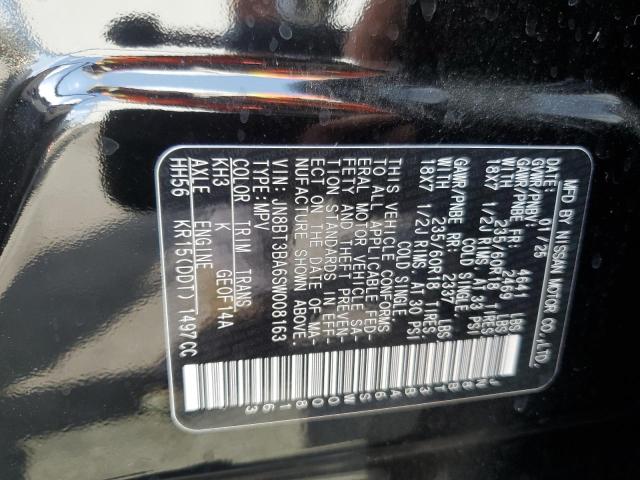 MFD BY NISSAN MOTOR CO.,LTD.
DATE: 01/25
GVWR/PNBV: 4641 LBS
GAWR/PNBE FR: 2469 LBS
WITH 235/60R18 TIRES,
18X7 1/2J RIMS, AT 33 PSI
COLD SINGLE
GAWR/PNBE RR: 2337 LBS
WITH 235/60R18 TIRES,
18X7 1/2J RIMS, AT 30 PSI
COLD SINGLE
THIS VEHICLE CONFORMS
TO ALL APPLICABLE FED-
ERAL MOTOR VEHICLE SA-
FETY AND THEFT PREVEN-
TION STANDARDS IN EFF-
ECT ON THE DATE OF MA-
NUFACTURE SHOWN ABOVE.
VIN:JN8BT3BA6SW008163
TYPE:MPV
COLOR TRIM TRANS
KH3 K GE0F14A
AXLE ENGINE
HH56 KR15(DDT) 1497CC
JN8BT3BA6SW008163